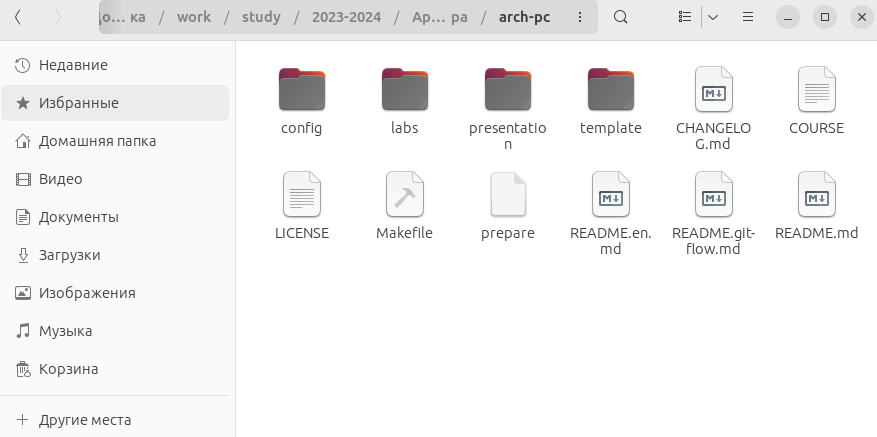 До... ка / work / study / 2023-2024 / Ар... ра / arch-pc
Недавние
Избранные
Домашняя папка
Видео
Документы
Загрузки
Изображения
Музыка
Корзина
Другие места
config
labs
presentatio
n
template
CHANGELO
G.md
COURSE
LICENSE
Makefile
prepare
README.en.
md
README.git-
flow.md
README.md